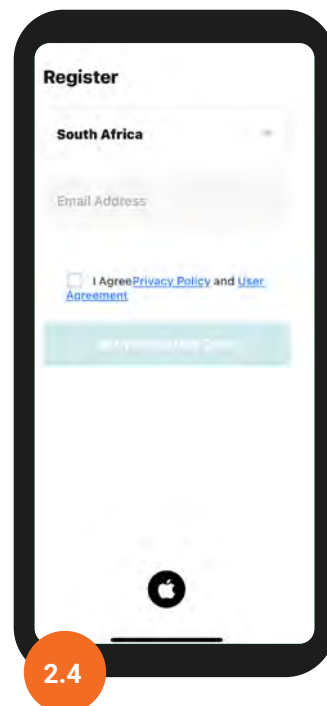 Register
South Africa
Email Address
I AgreePrivacy Policy and User
Agreement
2.4